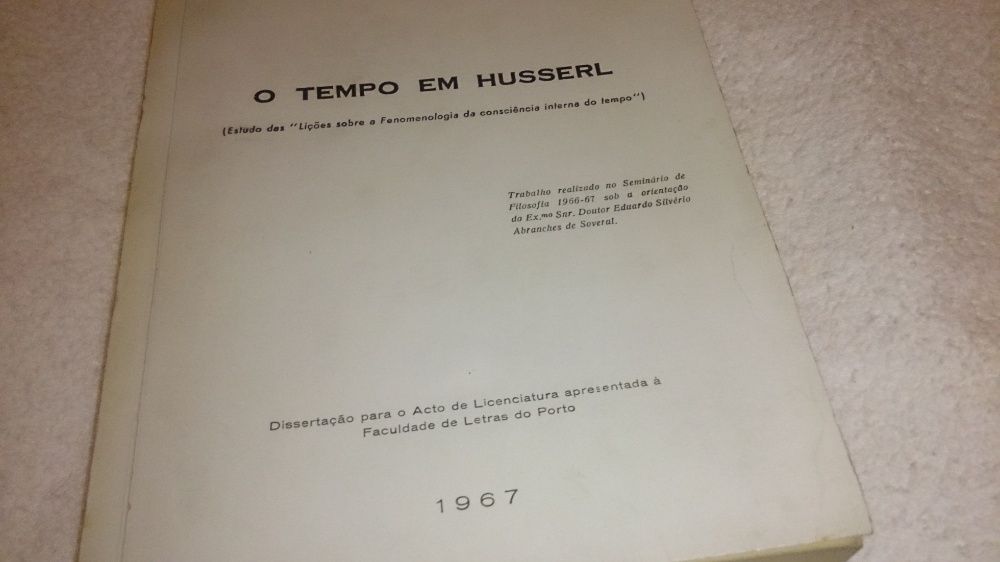 O TEMPO EM HUSSERL
(Estudo das "Lições sobre a Fenomenologia da consciência interna do tempo")
Trabalho realizado no Seminário de
Filosofia 1966-67 sob a orientação
do Ex.mo Snr. Doutor Eduardo Silvério
Abranches de Soveral.
Dissertação para o Acto de Licenciatura apresentada à
Faculdade de Letras do Porto
1967